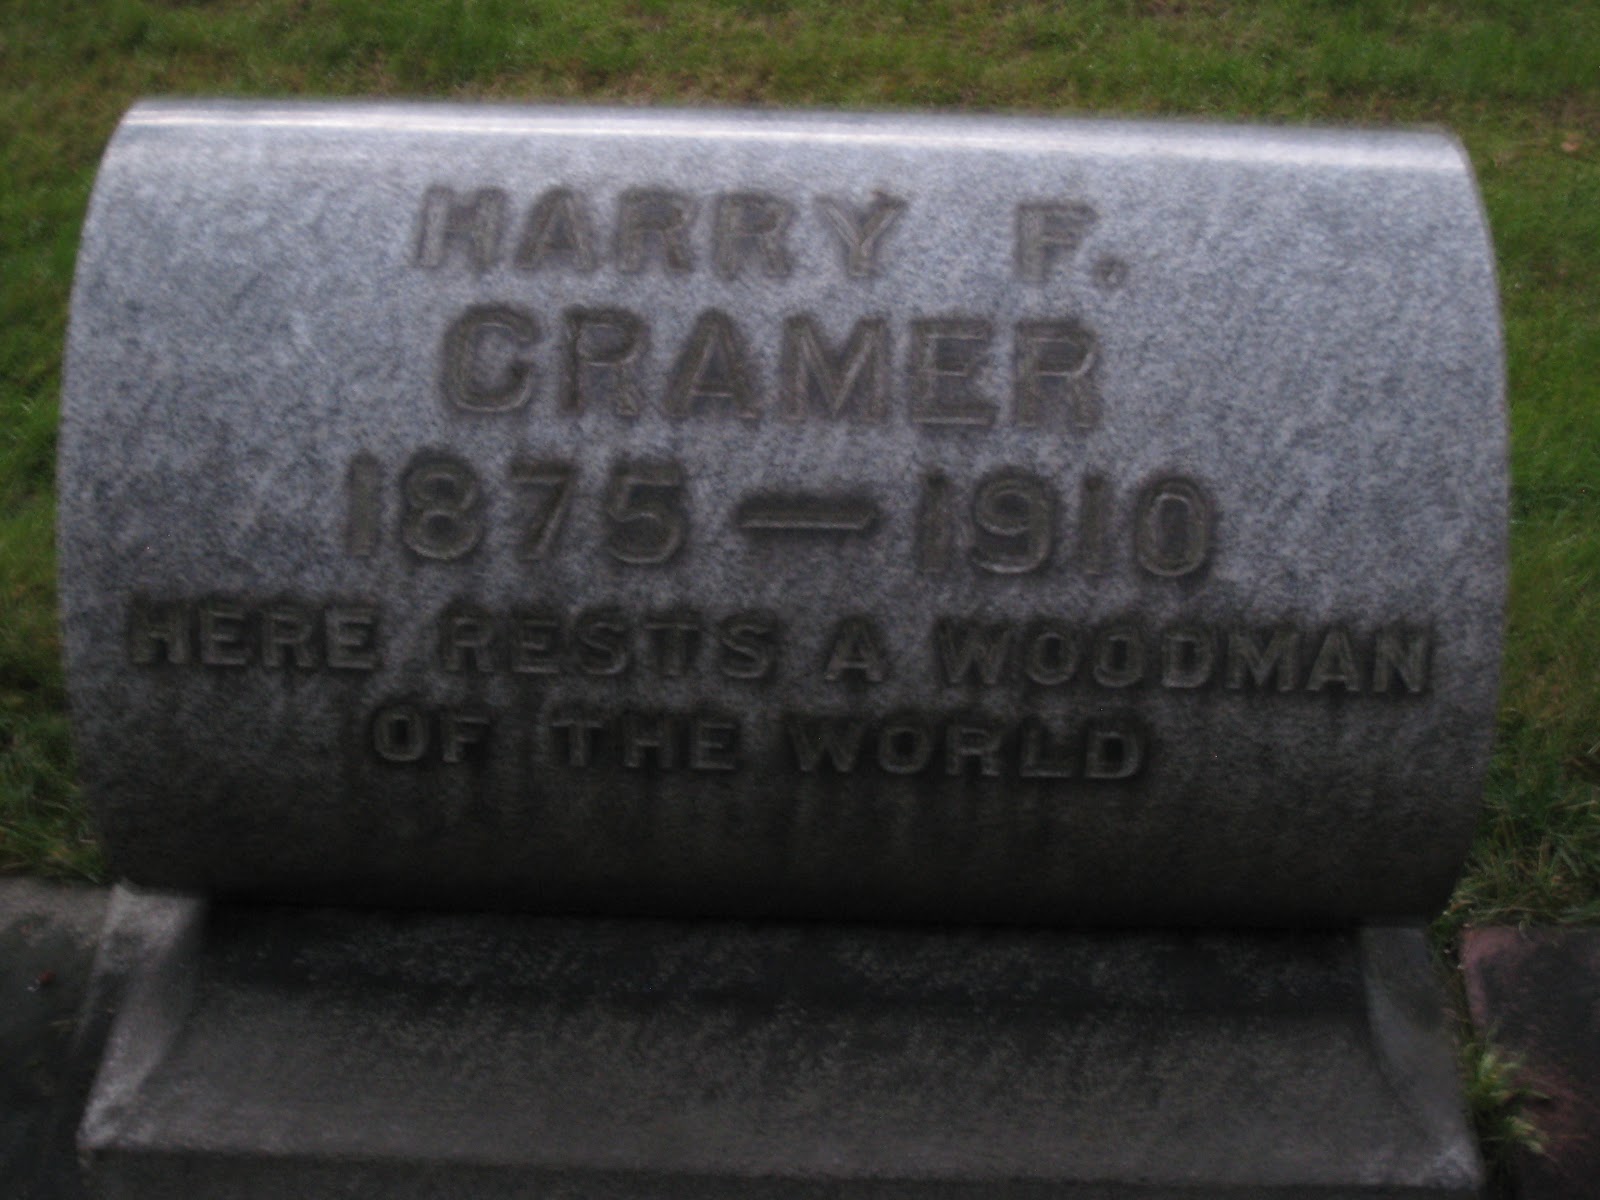 HARRY F.
CRAMER
1875 — 1910
HERE RESTS A WOODMAN
OF THE WORLD